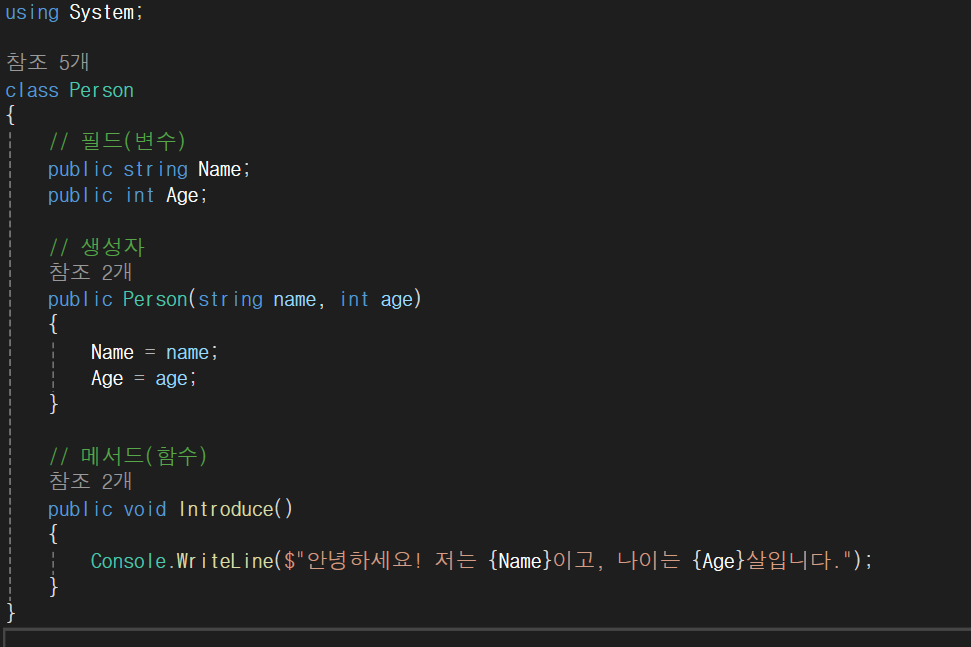 using System;
참조 5개
class Person
{
// 필드(변수)
public string Name;
public int Age;
// 생성자
참조 2개
public Person(string name, int age)
{
Name = name;
Age = age;
}
// 메서드(함수)
참조 2개
public void Introduce()
{
Console.WriteLine($"안녕하세요! 저는 {Name}이고, 나이는 {Age}살입니다.");
}
}